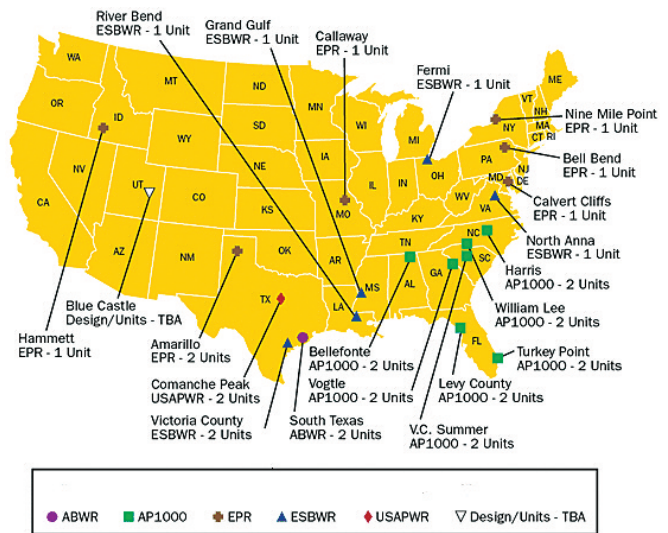 River Bend
ESBWR - 1 Unit
Grand Gulf
ESBWR - 1 Unit
Callaway
EPR - 1 Unit
Fermi
ESBWR - 1 Unit
Nine Mile Point
EPR - 1 Unit
Bell Bend
EPR - 1 Unit
Calvert Cliffs
EPR - 1 Unit
North Anna
ESBWR - 1 Unit
Harris
AP1000 - 2 Units
William Lee
AP1000 - 2 Units
Turkey Point
AP1000 - 2 Units
Levy County
AP1000 - 2 Units
V.C. Summer
AP1000 - 2 Units
Bellefonte
AP1000 - 2 Units
Vogtle
AP1000 - 2 Units
South Texas
ABWR - 2 Units
Victoria County
ESBWR - 2 Units
Comanche Peak
USAPWR - 2 Units
Amarillo
EPR - 2 Units
Blue Castle
Design/Units - TBA
Hammett
EPR - 1 Unit
WA
MT
ND
MN
ME
OR
ID
WY
SD
WI
MI
VT
NH
NY
MA
CT
RI
NV
UT
CO
NE
IA
IL
IN
OH
PA
NJ
MD
DE
CA
AZ
NM
KS
OK
MO
AR
KY
WV
VA
TN
NC
SC
TX
LA
MS
AL
GA
FL
ABWR
AP1000
EPR
ESBWR
USAPWR
Design/Units - TBA